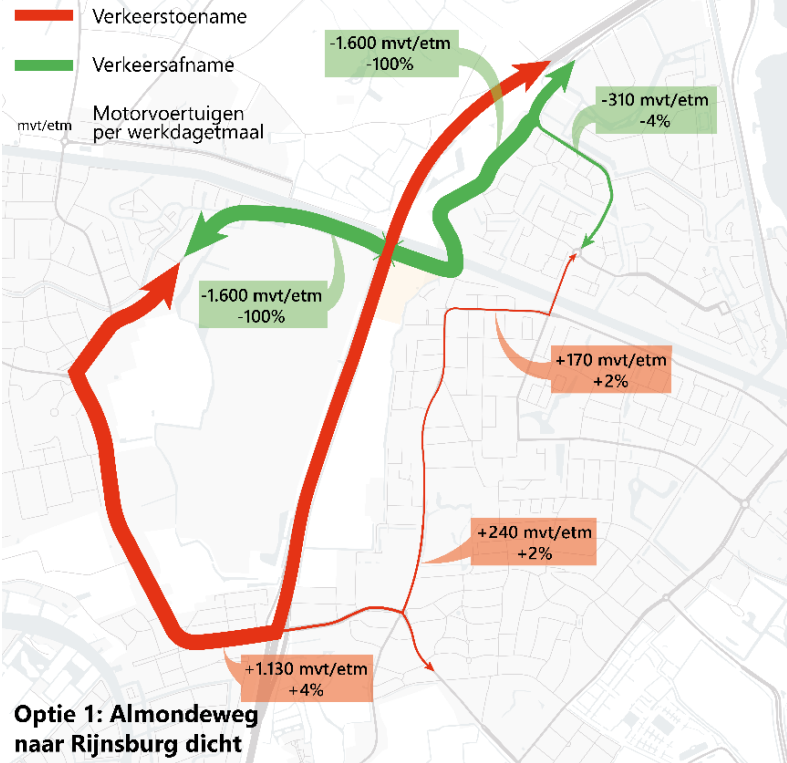 Verkeerstoename
Verkeersafname
mvt/etm
Motorvoertuigen
per werkdagetmaal
-1.600 mvt/etm
-100%
-310 mvt/etm
-4%
-1.600 mvt/etm
-100%
+170 mvt/etm
+2%
+240 mvt/etm
+2%
+1.130 mvt/etm
+4%
Optie 1: Almondeweg
naar Rijnsburg dicht